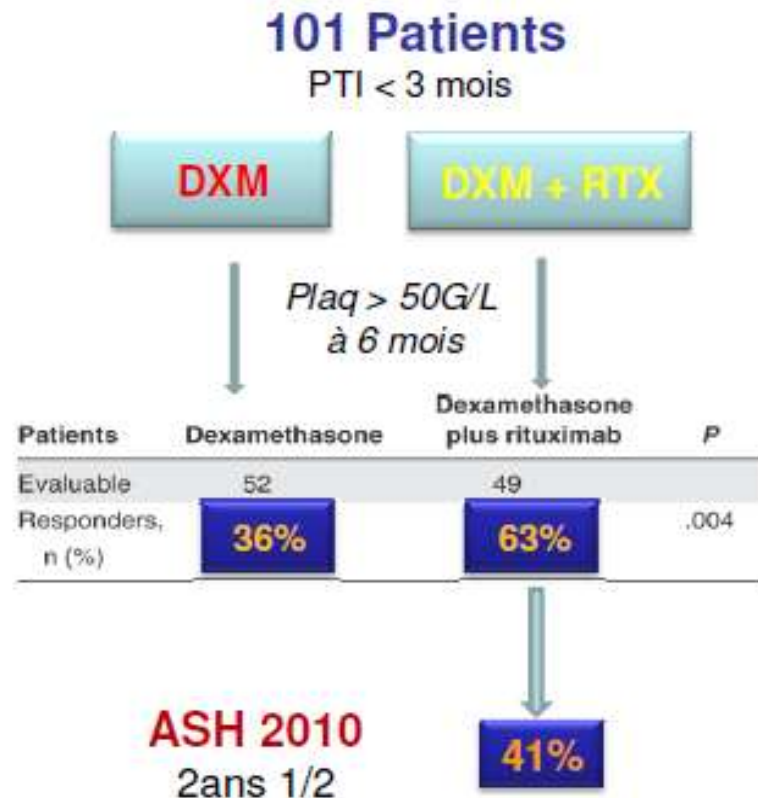 101 Patients
PTI < 3 mois
DXM
DXM + RTX
Plaq > 50G/L
à 6 mois
Patients Dexamethasone Dexamethasone plus rituximab P
Evaluable 52 49
Responders, n (%) 36% 63% .004
ASH 2010
2ans 1/2
41%